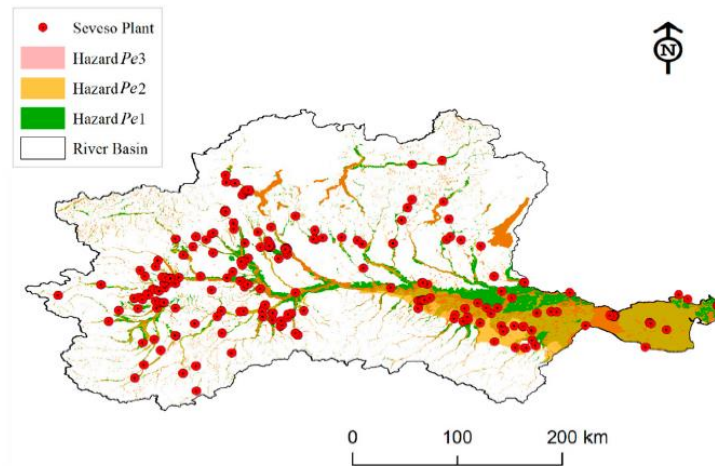 Seveso Plant
Hazard Pe3
Hazard Pe2
Hazard Pe1
River Basin
N
0 100 200 km